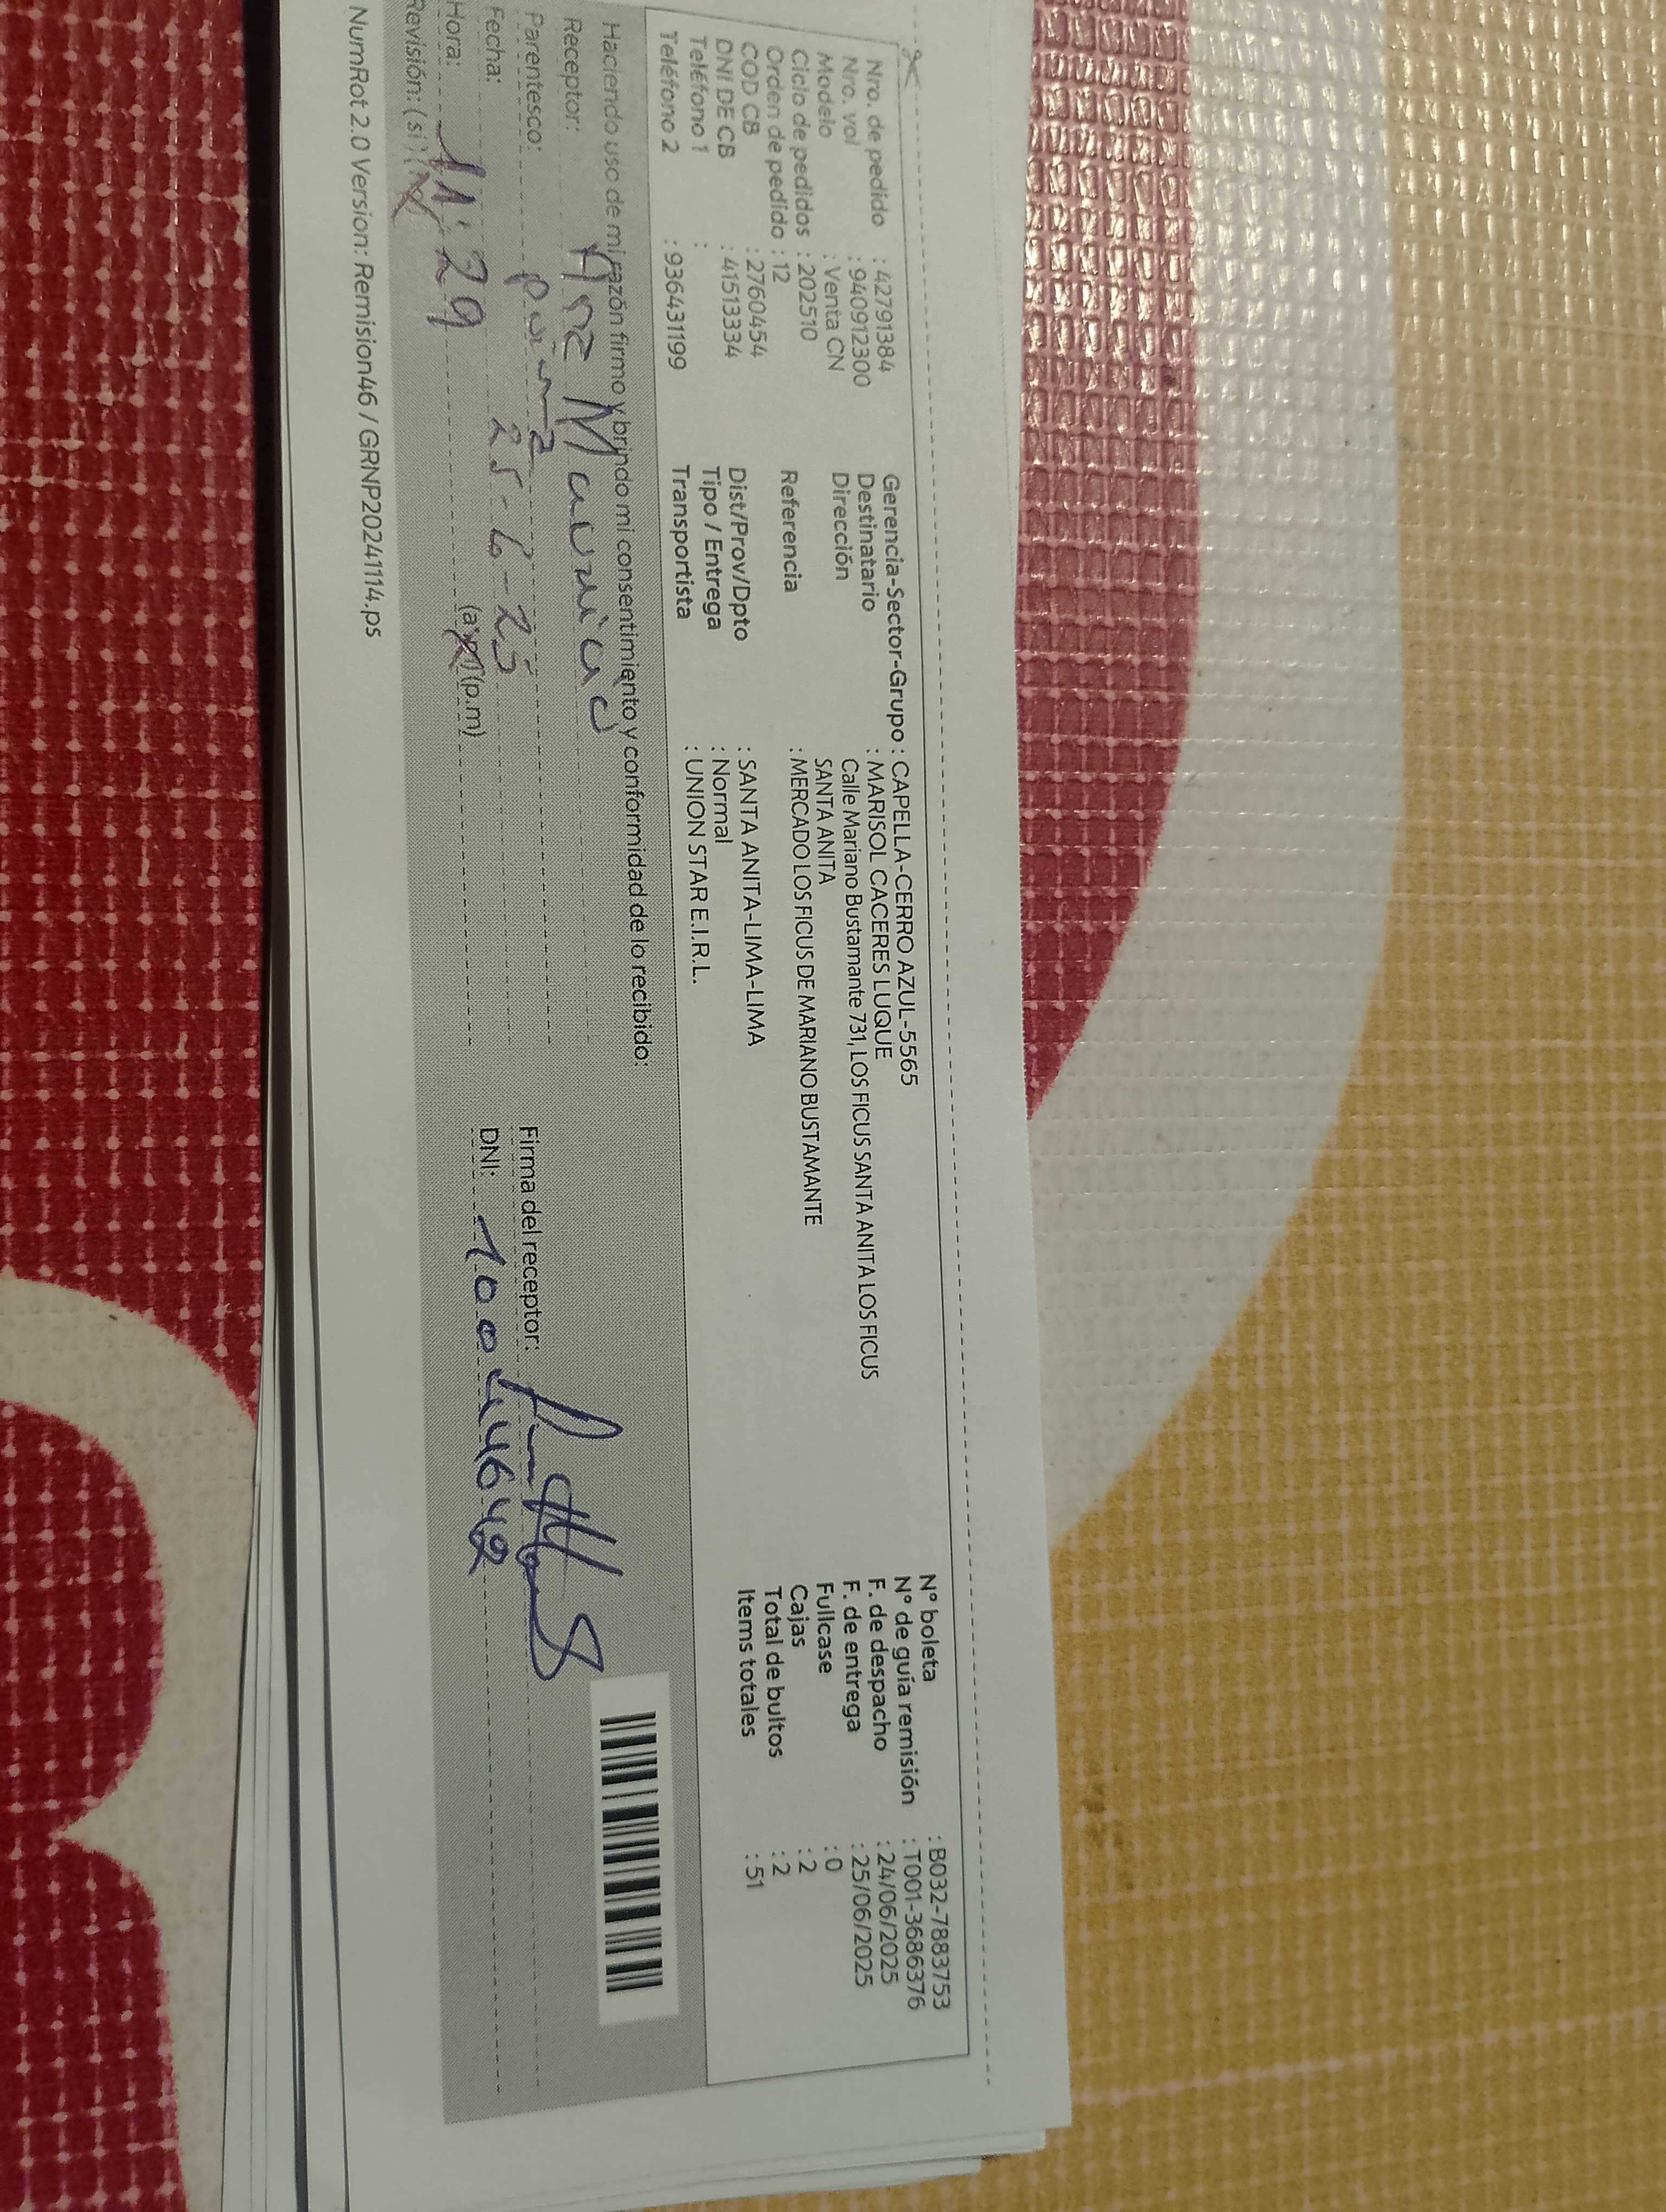 Nro. de pedido : 42791384
Nro. vol : 940912300
Modelo : Venta CN
Ciclo de pedidos : 202510
Orden de pedido : 12
COD CB : 2760454
DNI DE CB : 41513334
Teléfono 1 :
Teléfono 2 : 936431199
Gerencia-Sector-Grupo : CAPELLA-CERRO AZUL-5565
Destinatario : MARISOL CACERES LUQUE
Dirección Calle Mariano Bustamante 731, LOS FICUS SANTA ANITA LOS FICUS
SANTA ANITA
Referencia : MERCADO LOS FICUS DE MARIANO BUSTAMANTE
Dist/Prov/Dpto : SANTA ANITA-LIMA-LIMA
Tipo / Entrega : Normal
Transportista : UNION STAR E.I.R.L.
N° boleta : B032-7883753
N° de guía remisión : T001-3686376
F. de despacho : 24/06/2025
F. de entrega : 25/06/2025
Fullcase : 0
Cajas : 2
Total de bultos : 2
Items totales : 51
Haciendo uso de mi razón firmo y brindo mi consentimiento y conformidad de lo recibido:
Receptor: Ana Mauricio
Parentesco:
Fecha: 25-6-25
Hora: 11:29 (a.m) (p.m)
Revisión: (si) (no)
Firma del receptor:
DNI:
NumRot 2.0 Version: Remision46 / GRNP20241114.ps